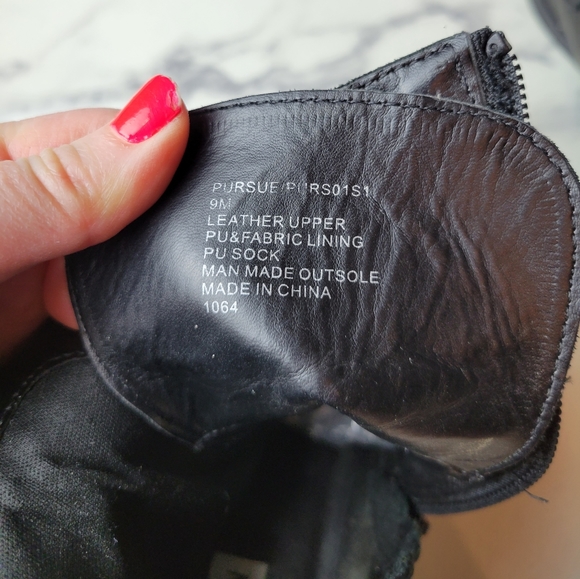 PURSUE/PURS01S1
9M
LEATHER UPPER
PU&FABRIC LINING
PU SOCK
MAN MADE OUTSOLE
MADE IN CHINA
1064